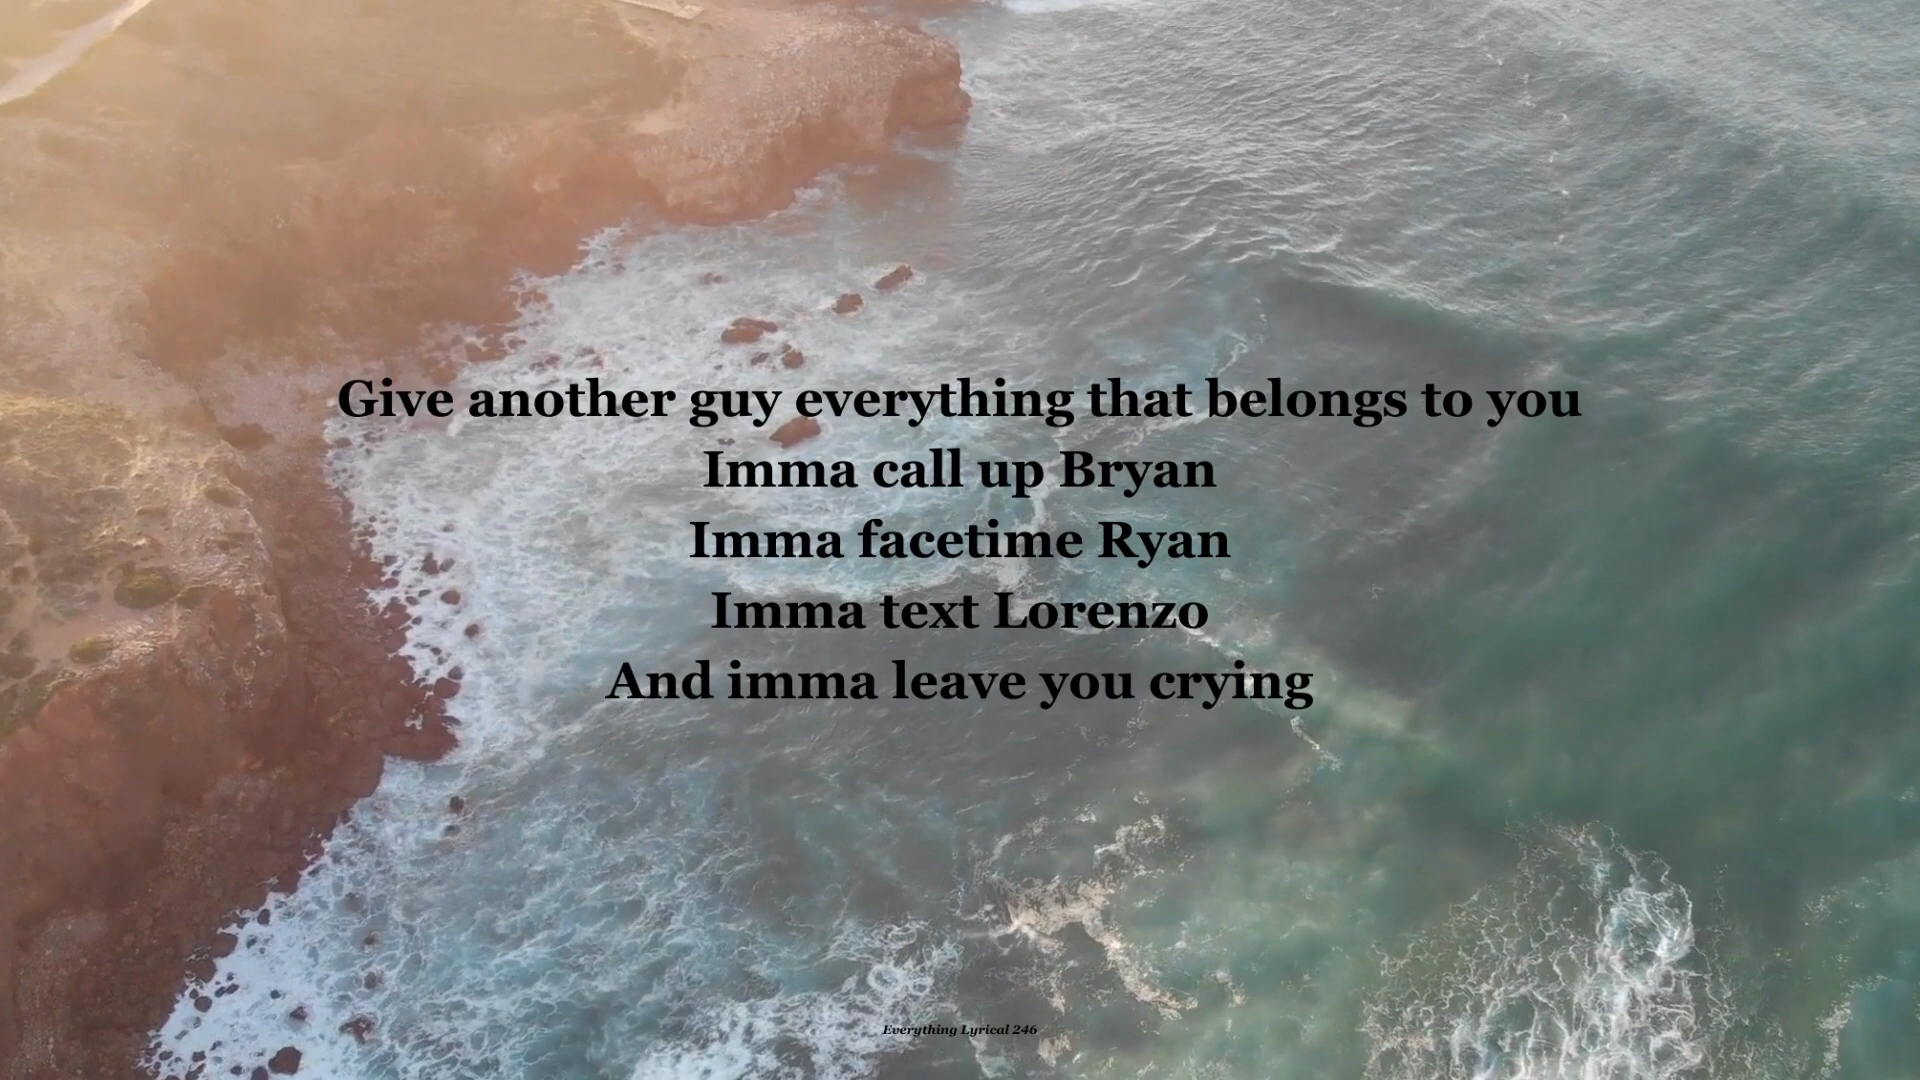 Give another guy everything that belongs to you
Imma call up Bryan
Imma facetime Ryan
Imma text Lorenzo
And imma leave you crying
Everything Lyrical 246